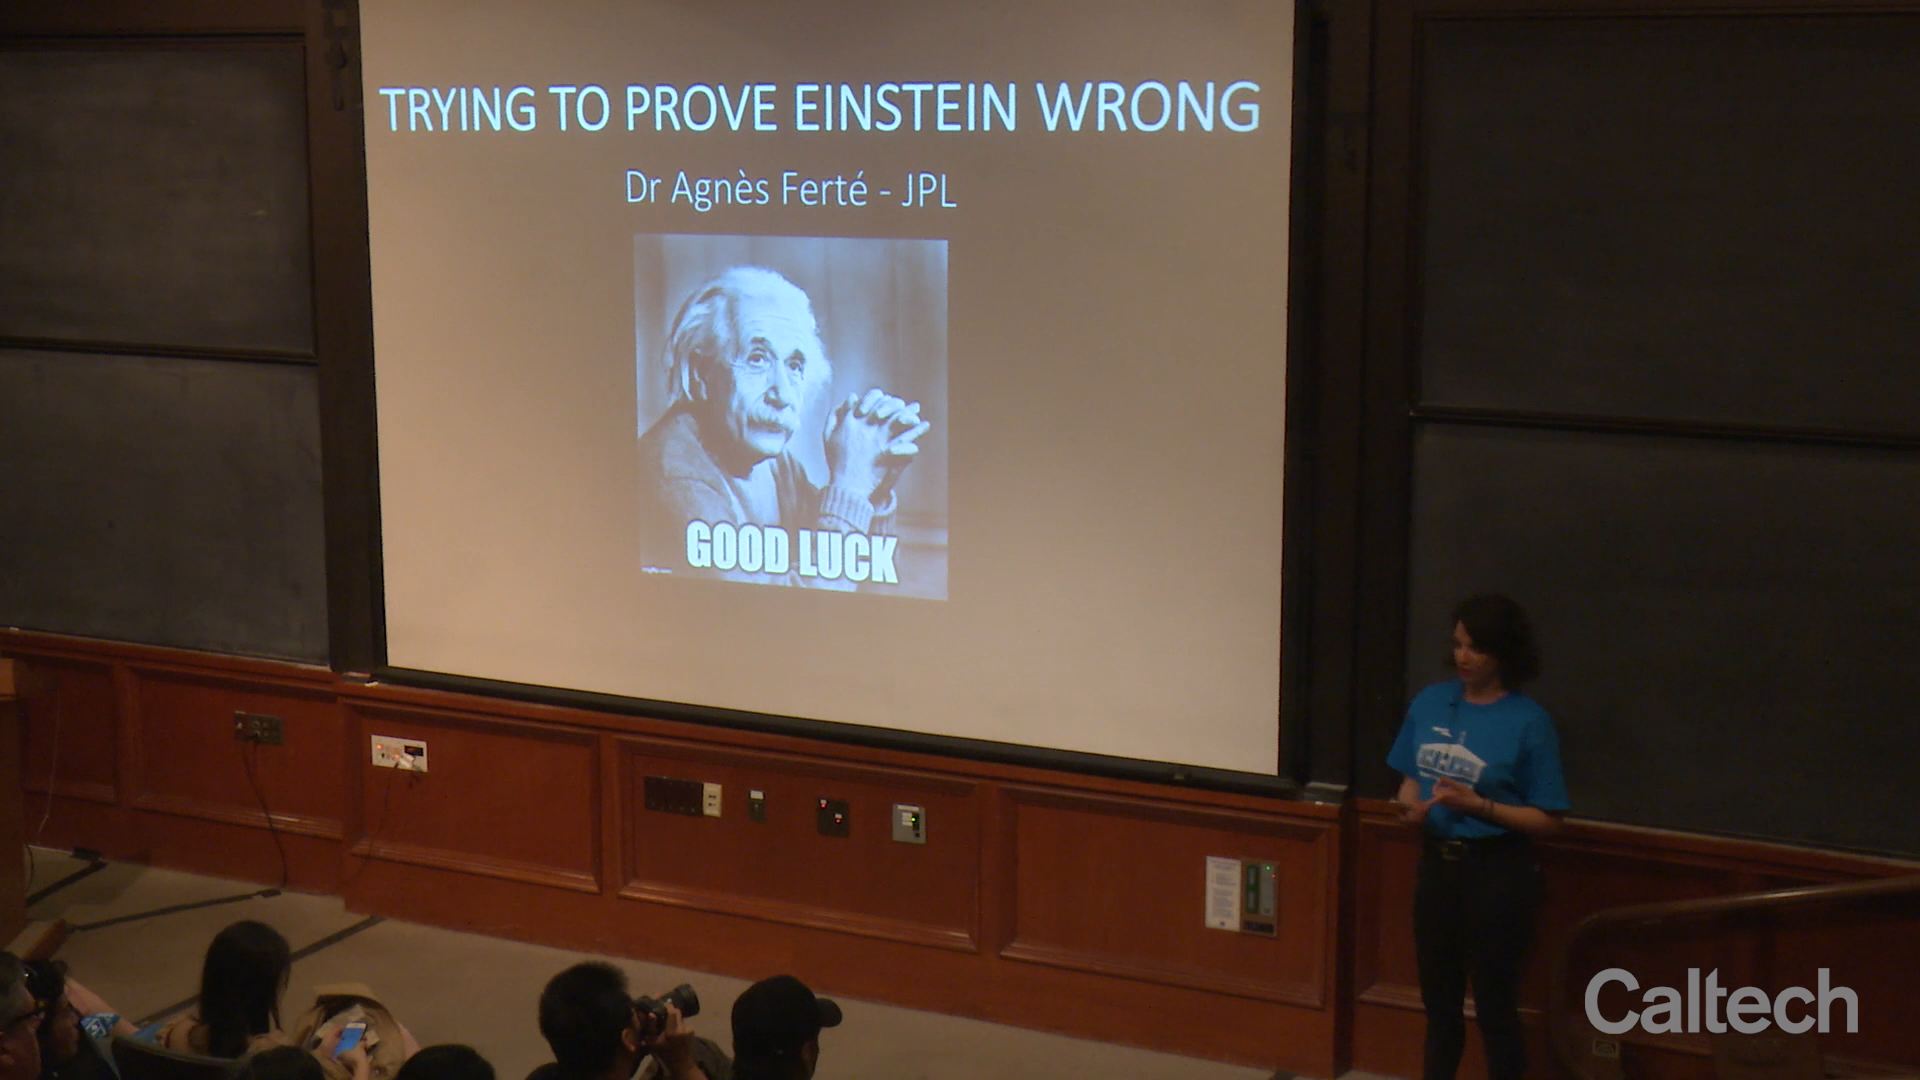 TRYING TO PROVE EINSTEIN WRONG
Dr Agnès Ferté - JPL
GOOD LUCK
Caltech